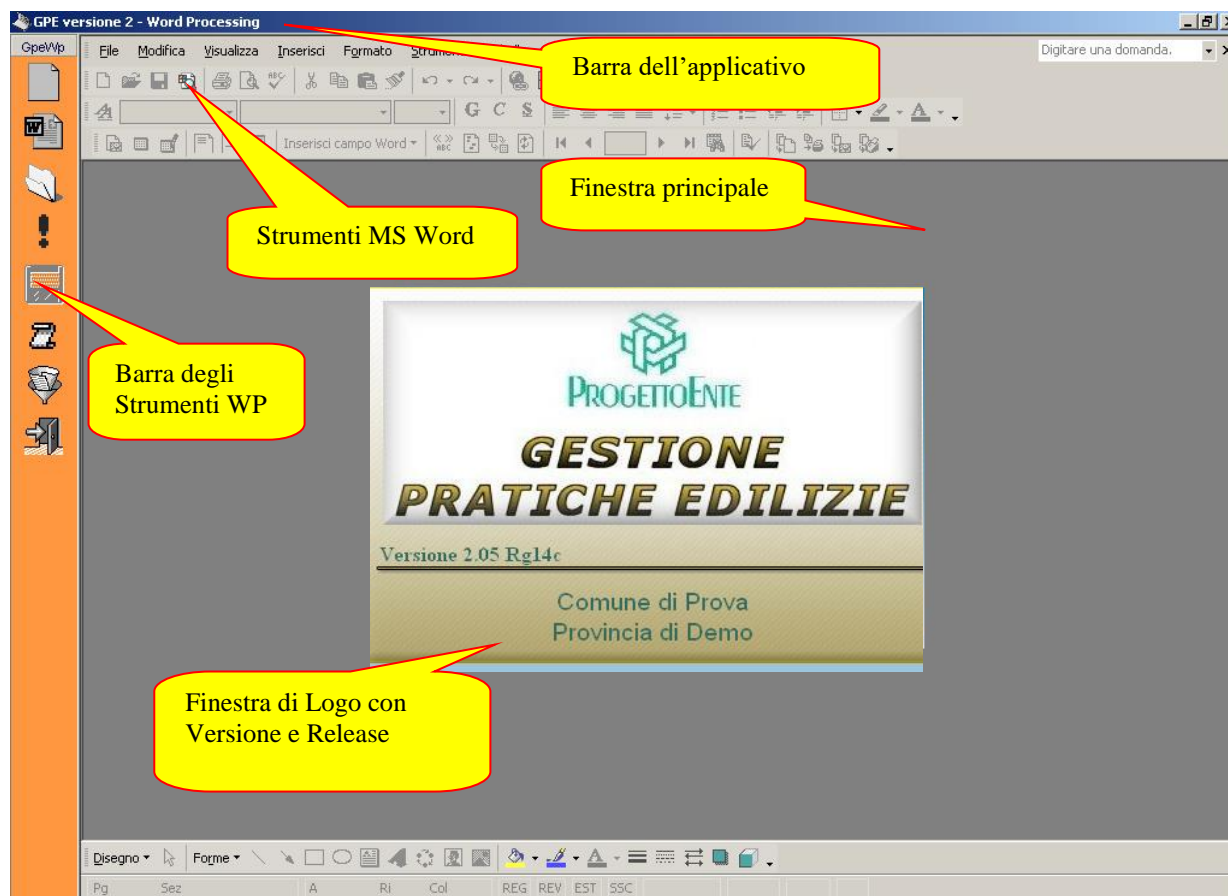 GPE versione 2 - Word Processing
GpeWp
File Modifica Visualizza Inserisci Formato
Digitare una domanda.
Barra dell'applicativo
G C S
Inserisci campo Word
Finestra principale
Strumenti MS Word
Barra degli
Strumenti WP
PROGETTOENTE
GESTIONE
PRATICHE EDILIZIE
Versione 2.05 Rg14c
Comune di Prova
Provincia di Demo
Finestra di Logo con
Versione e Release
Disegno Forme
Pg Sez A Ri Col REG REV EST SSC